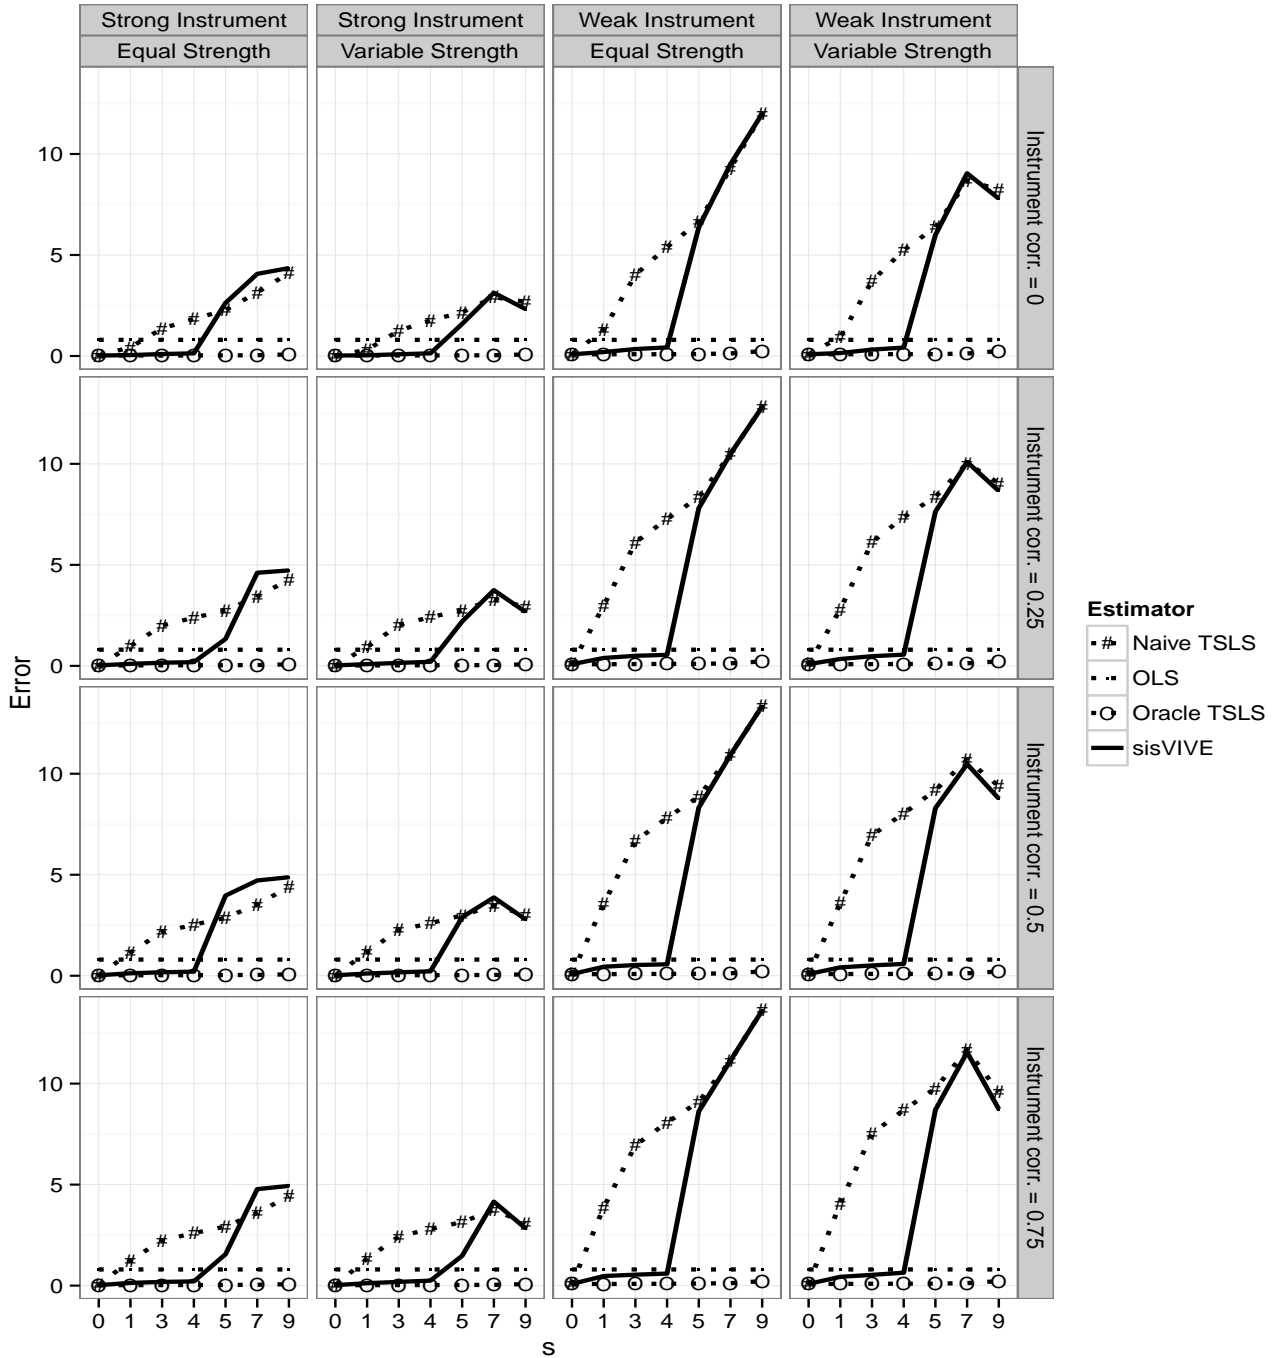 Strong Instrument
Strong Instrument
Weak Instrument
Weak Instrument
Equal Strength
Variable Strength
Equal Strength
Variable Strength
10
5
0
Instrument corr. = 0
10
5
0
Instrument corr. = 0.25
10
5
0
Instrument corr. = 0.5
10
5
0
Instrument corr. = 0.75
Error
0 1 3 4 5 7 9
0 1 3 4 5 7 9
0 1 3 4 5 7 9
0 1 3 4 5 7 9
s
Estimator
Naive TSLS
OLS
Oracle TSLS
sisVIVE